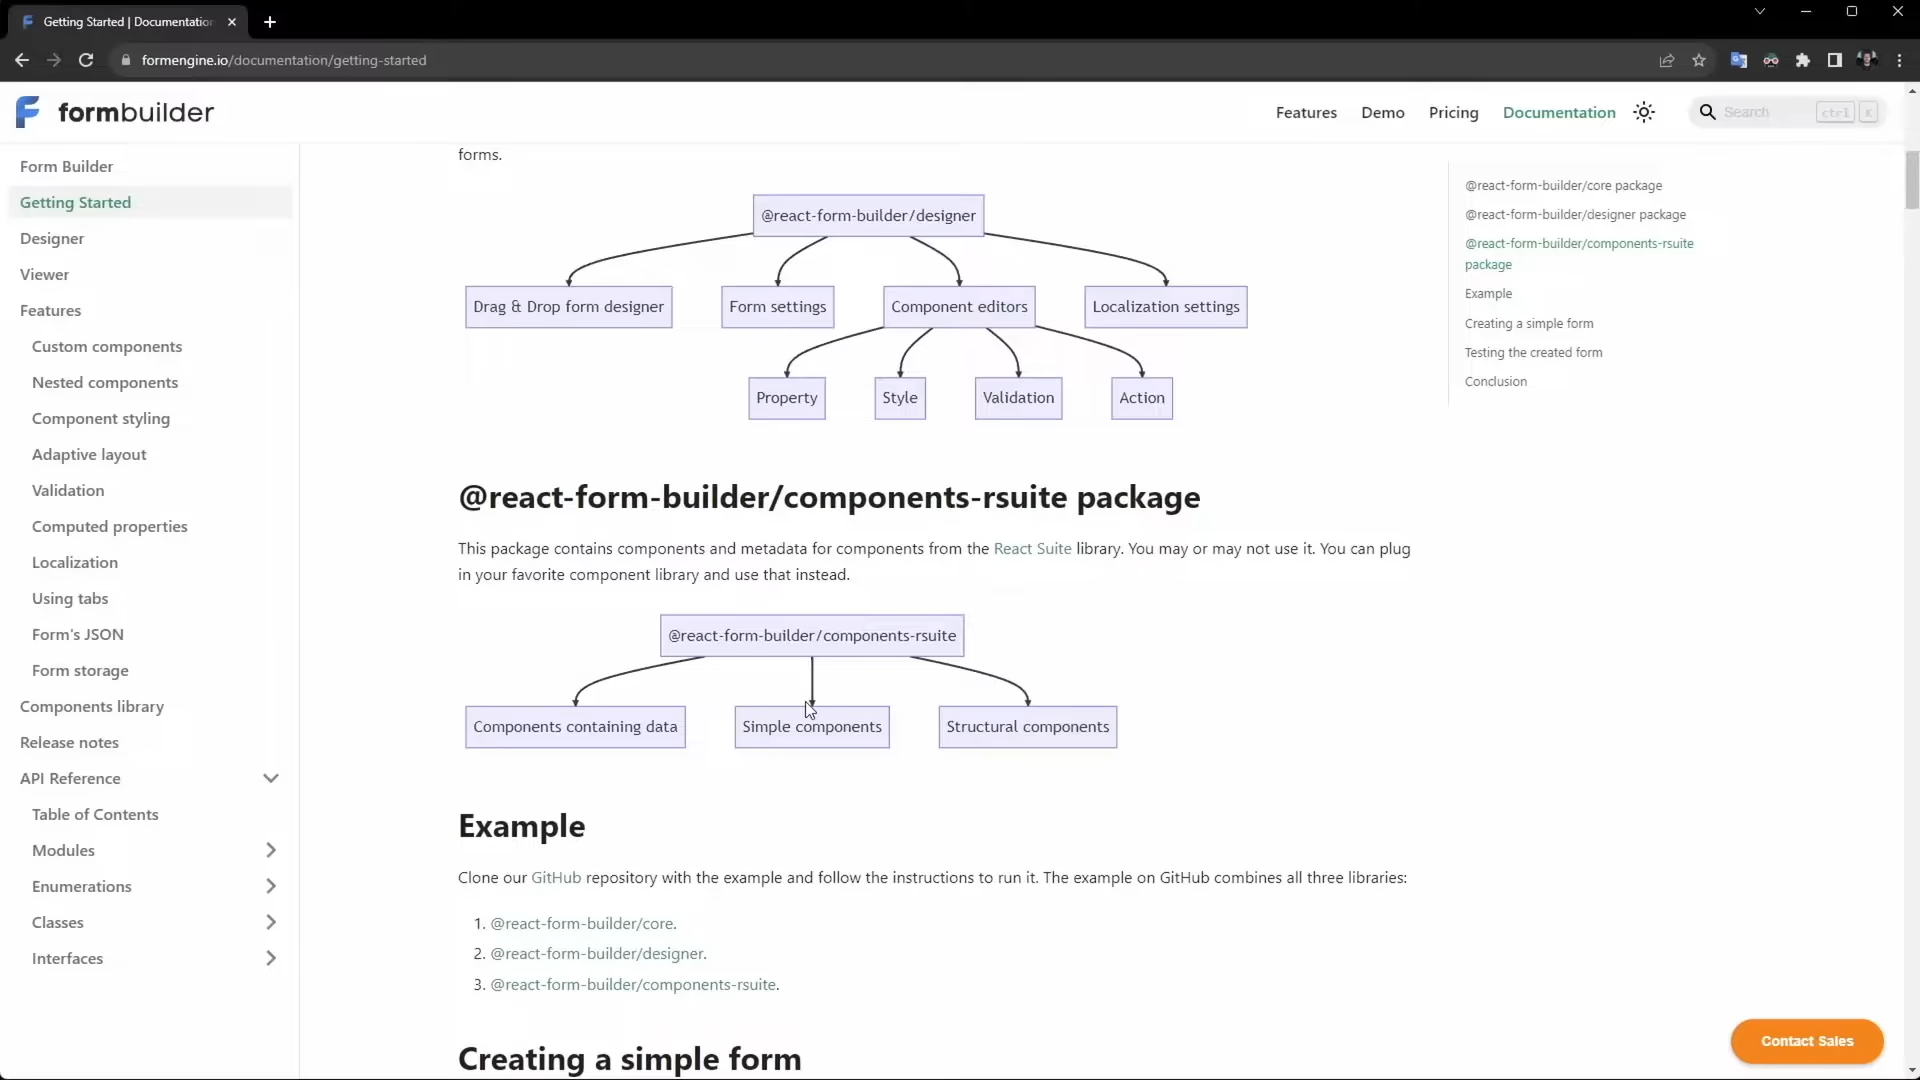 Getting Started | Documentation
formengine.io/documentation/getting-started
formbuilder
Features
Demo
Pricing
Documentation
Search
ctrl
K
Form Builder
Getting Started
Designer
Viewer
Features
Custom components
Nested components
Component styling
Adaptive layout
Validation
Computed properties
Localization
Using tabs
Form's JSON
Form storage
Components library
Release notes
API Reference
Table of Contents
Modules
Enumerations
Classes
Interfaces
forms.
@react-form-builder/designer
Drag & Drop form designer
Form settings
Component editors
Localization settings
Property
Style
Validation
Action
@react-form-builder/components-rsuite package
This package contains components and metadata for components from the React Suite library. You may or may not use it. You can plug
in your favorite component library and use that instead.
@react-form-builder/components-rsuite
Components containing data
Simple components
Structural components
Example
Clone our GitHub repository with the example and follow the instructions to run it. The example on GitHub combines all three libraries:
1. @react-form-builder/core.
2. @react-form-builder/designer.
3. @react-form-builder/components-rsuite.
Creating a simple form
@react-form-builder/core package
@react-form-builder/designer package
@react-form-builder/components-rsuite
package
Example
Creating a simple form
Testing the created form
Conclusion
Contact Sales